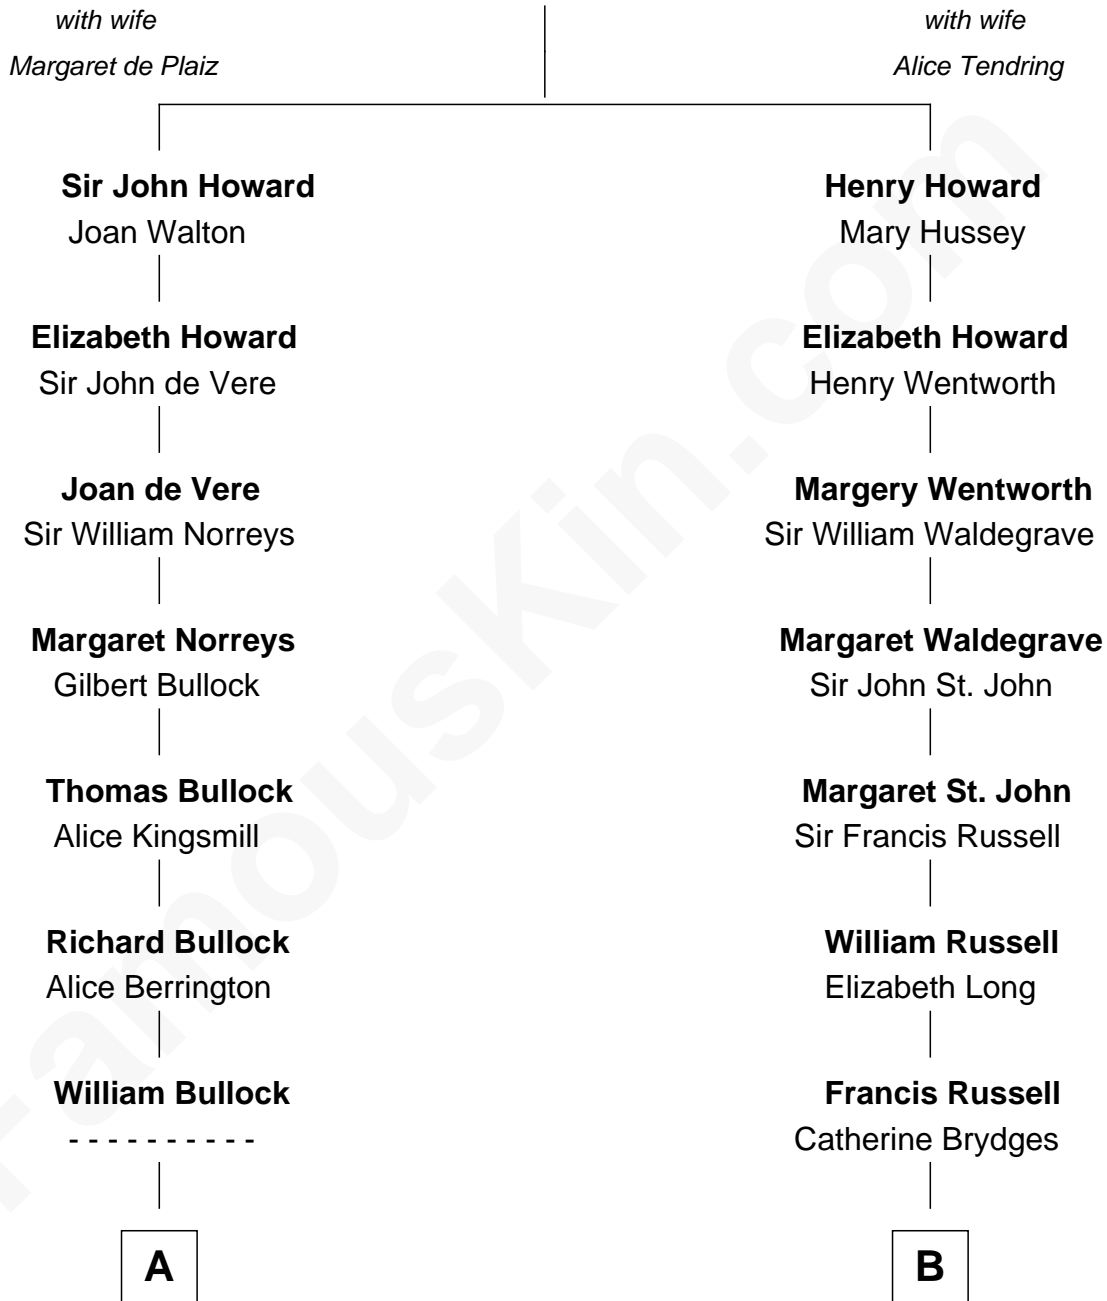 with wife
Margaret de Plaiz
with wife
Alice Tendring
Sir John Howard
Joan Walton
Henry Howard
Mary Hussey
Elizabeth Howard
Sir John de Vere
Elizabeth Howard
Henry Wentworth
Joan de Vere
Sir William Norreys
Margery Wentworth
Sir William Waldegrave
Margaret Norreys
Gilbert Bullock
Margaret Waldegrave
Sir John St. John
Thomas Bullock
Alice Kingsmill
Margaret St. John
Sir Francis Russell
Richard Bullock
Alice Berrington
William Russell
Elizabeth Long
William Bullock
- - - - - - - - - -
Francis Russell
Catherine Brydges
A
B
FamousKin.com